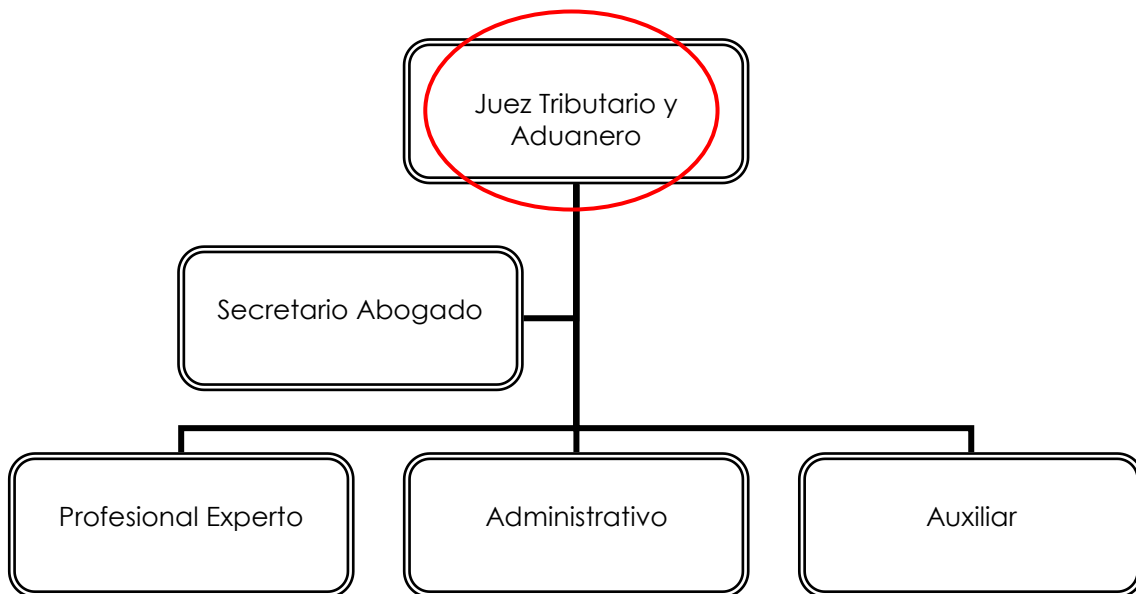 Juez Tributario y
Aduanero
Secretario Abogado
Profesional Experto
Administrativo
Auxiliar